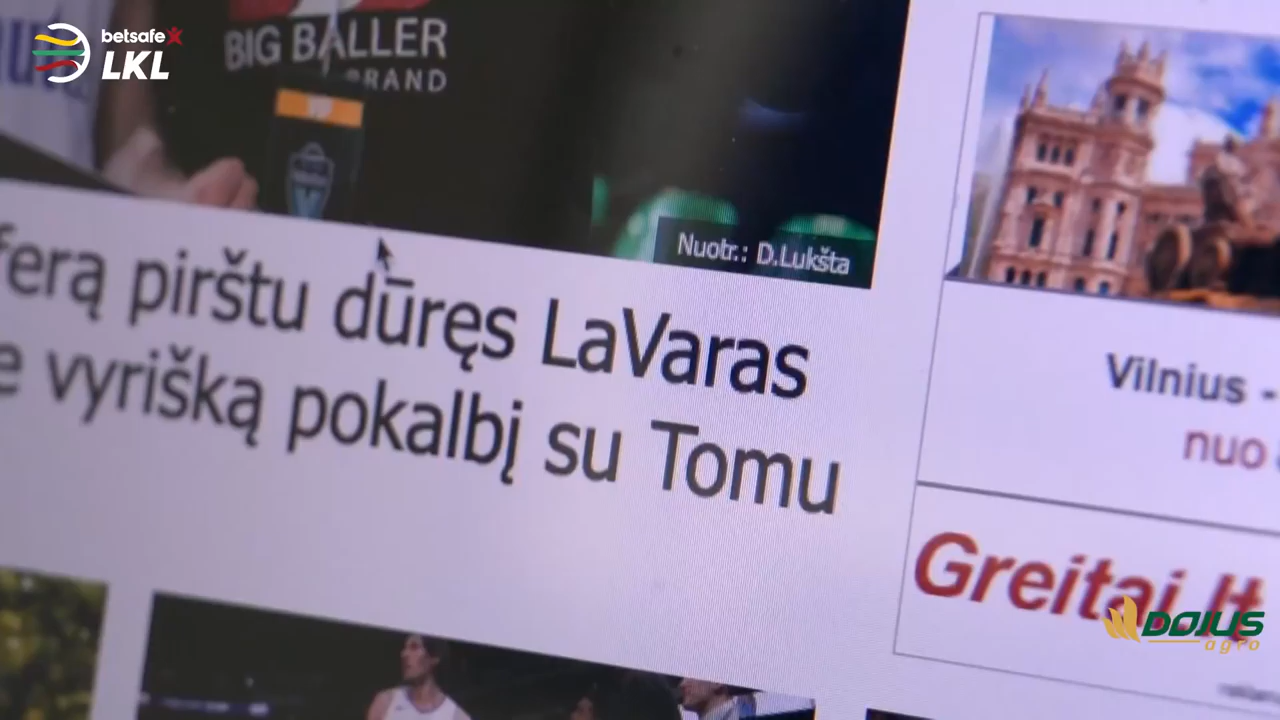 betsafe
LKL
BIG BALLER
BRAND
Nuotr.: D.Lukšta
pirštu dūręs LaVaras
vyrišką pokalbį su Tomu
Vilnius -
nuo
Greitai.lt
DOJUS
agro